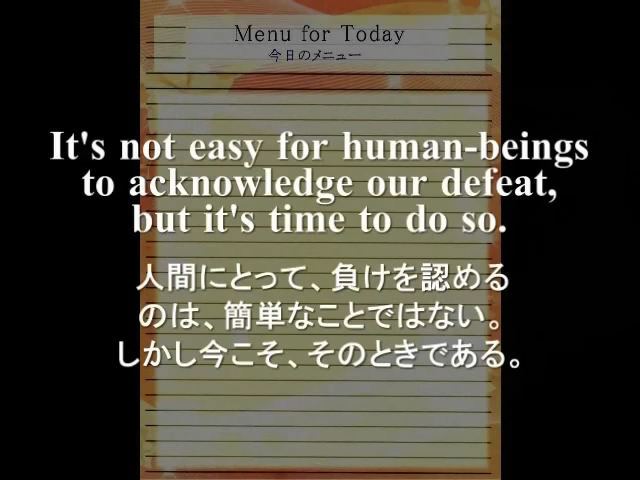 Menu for Today
今日のメニュー
It's not easy for human-beings
to acknowledge our defeat,
but it's time to do so.
人間にとって、負けを認める
のは、簡単なことではない。
しかし今こそ、そのときである。